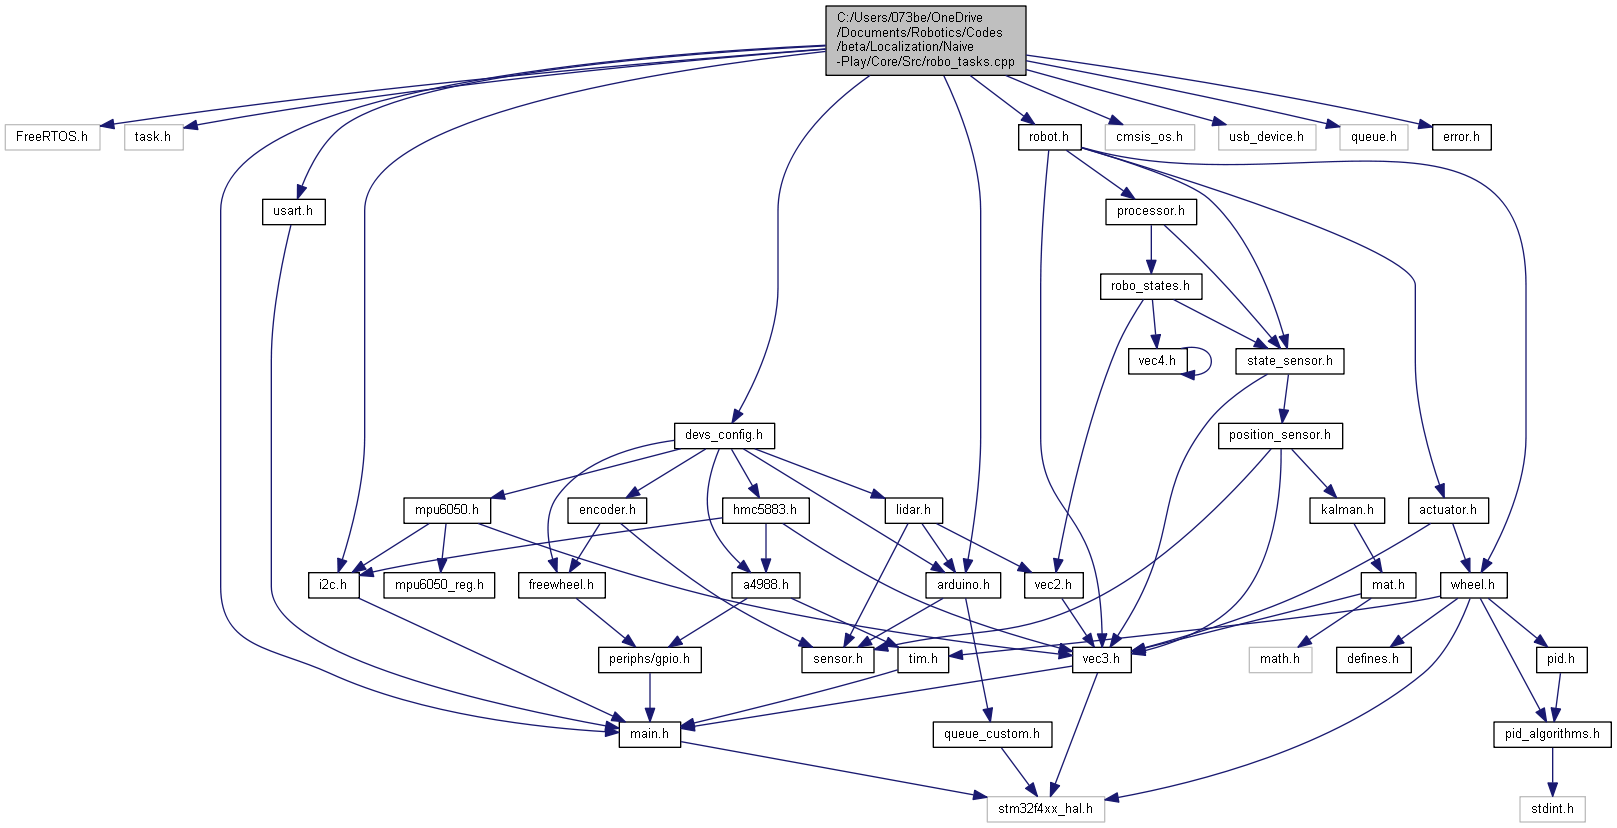 C:/Users/073be/OneDrive
/Documents/Robotics/Codes
/beta/Localization/Naive
-Play/Core/Src/robo_tasks.cpp
FreeRTOS.h
task.h
robot.h
cmsis_os.h
usb_device.h
queue.h
error.h
usart.h
processor.h
robo_states.h
vec4.h
state_sensor.h
devs_config.h
position_sensor.h
mpu6050.h
encoder.h
hmc5883.h
lidar.h
kalman.h
actuator.h
i2c.h
mpu6050_reg.h
freewheel.h
a4988.h
arduino.h
vec2.h
mat.h
wheel.h
periphs/gpio.h
sensor.h
tim.h
vec3.h
math.h
defines.h
pid.h
main.h
queue_custom.h
pid_algorithms.h
stm32f4xx_hal.h
stdint.h